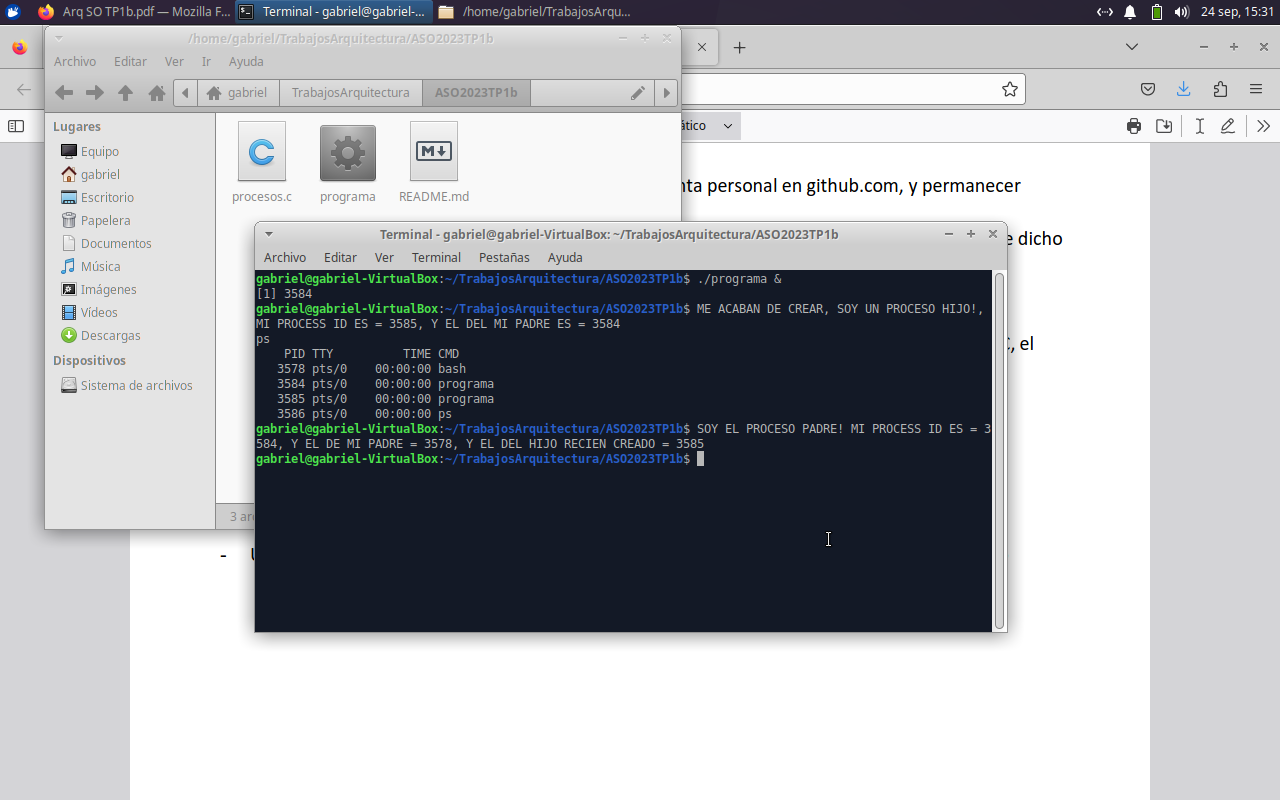 Arq SO TP1b.pdf — Mozilla F...
Terminal - gabriel@gabriel-...
/home/gabriel/TrabajosArqu...
24 sep, 15:31
/home/gabriel/TrabajosArquitectura/ASO2023TP1b
Archivo Editar Ver Ir Ayuda
gabriel TrabajosArquitectura ASO2023TP1b
ático
Lugares
Equipo
gabriel
Escritorio
Papelera
Documentos
Música
Imágenes
Vídeos
Descargas
Dispositivos
Sistema de archivos
procesos.c programa README.md
personal en github.com, y permanecer
dicho
, el
Terminal - gabriel@gabriel-VirtualBox: ~/TrabajosArquitectura/ASO2023TP1b
Archivo Editar Ver Terminal Pestañas Ayuda
gabriel@gabriel-VirtualBox:~/TrabajosArquitectura/ASO2023TP1b$ ./programa &
[1] 3584
gabriel@gabriel-VirtualBox:~/TrabajosArquitectura/ASO2023TP1b$ ME ACABAN DE CREAR, SOY UN PROCESO HIJO!,
MI PROCESS ID ES = 3585, Y EL DEL MI PADRE ES = 3584
ps
PID TTY TIME CMD
3578 pts/0 00:00:00 bash
3584 pts/0 00:00:00 programa
3585 pts/0 00:00:00 programa
3586 pts/0 00:00:00 ps
gabriel@gabriel-VirtualBox:~/TrabajosArquitectura/ASO2023TP1b$ SOY EL PROCESO PADRE! MI PROCESS ID ES = 3
584, Y EL DE MI PADRE = 3578, Y EL DEL HIJO RECIEN CREADO = 3585
gabriel@gabriel-VirtualBox:~/TrabajosArquitectura/ASO2023TP1b$
3
-